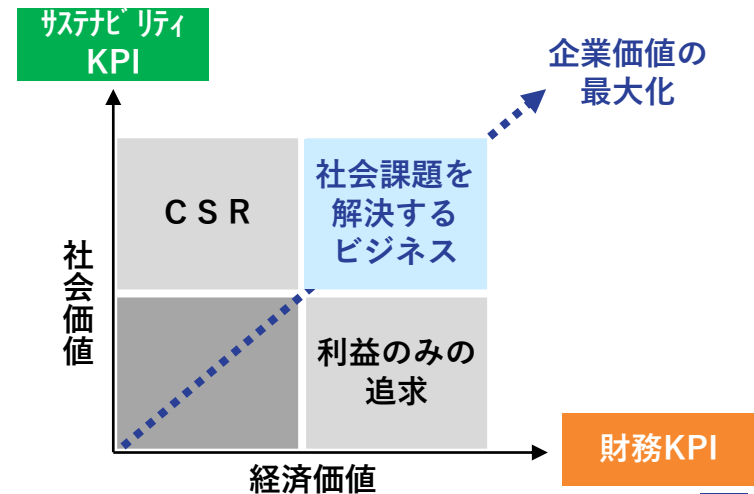 ｻｽﾃﾅﾋﾞﾘﾃｨ
KPI
企業価値の
最大化
社会価値
ＣＳＲ
社会課題を
解決する
ビジネス
利益のみの
追求
経済価値
財務KPI